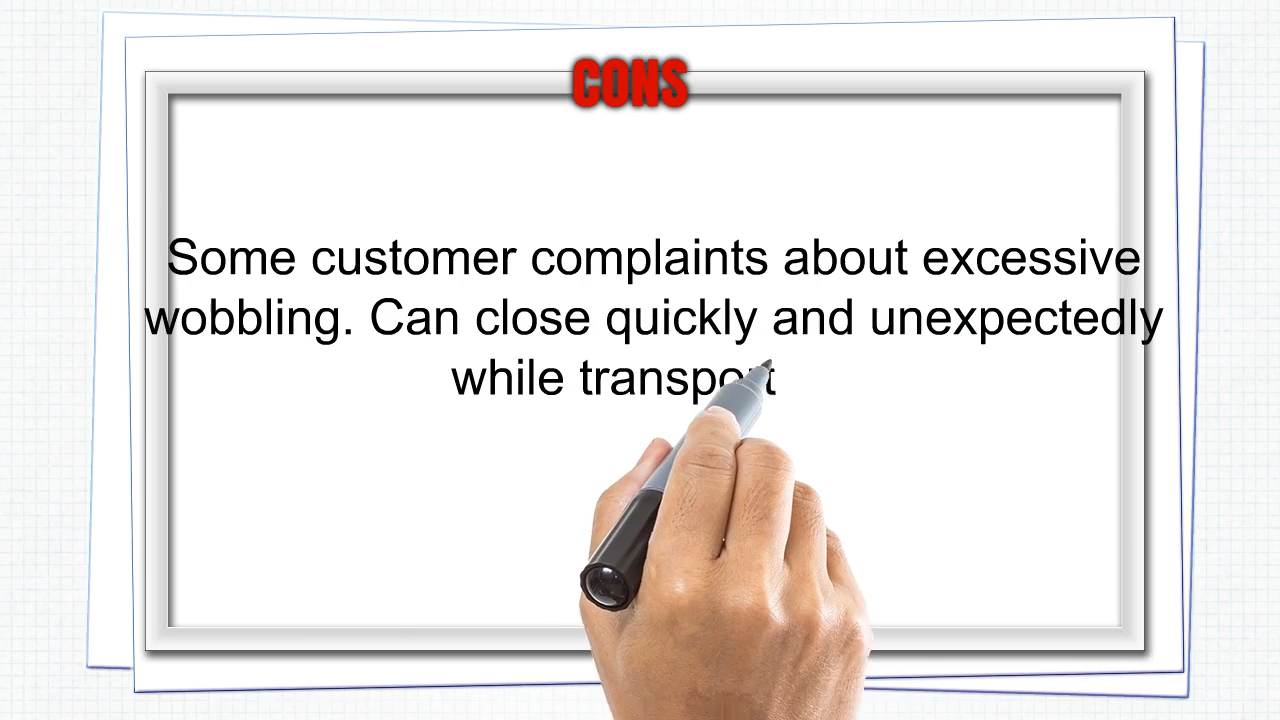 CONS
Some customer complaints about excessive
wobbling. Can close quickly and unexpectedly
while transport